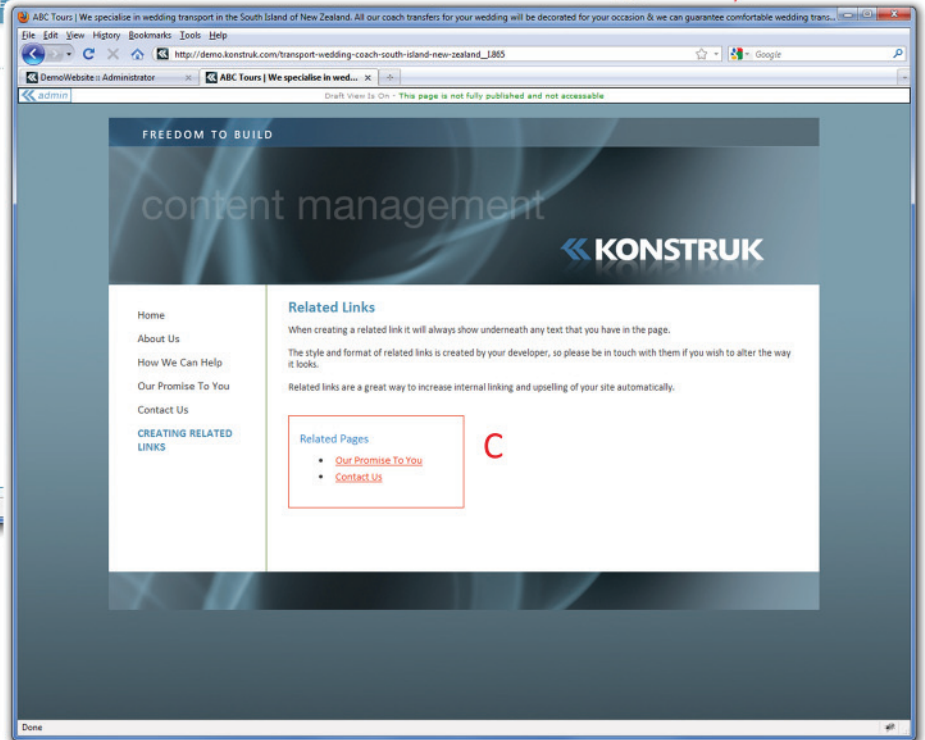 ABC Tours | We specialise in wedding transport in the South Island of New Zealand. All our coach transfers for your wedding will be decorated for your occasion & we can guarantee comfortable wedding trans...
File Edit View History Bookmarks Tools Help
http://demo.konstruk.com/transport-wedding-coach-south-island-new-zealand__I.865
Google
DemoWebsite :: Administrator
ABC Tours | We specialise in wed...
admin
Draft View Is On - This page is not fully published and not accessable
FREEDOM TO BUILD
content management
KONSTRUK
Home
About Us
How We Can Help
Our Promise To You
Contact Us
CREATING RELATED
LINKS
Related Links
When creating a related link it will always show underneath any text that you have in the page.
The style and format of related links is created by your developer, so please be in touch with them if you wish to alter the way
it looks.
Related links are a great way to increase internal linking and upselling of your site automatically.
Related Pages
• Our Promise To You
• Contact Us
C
Done